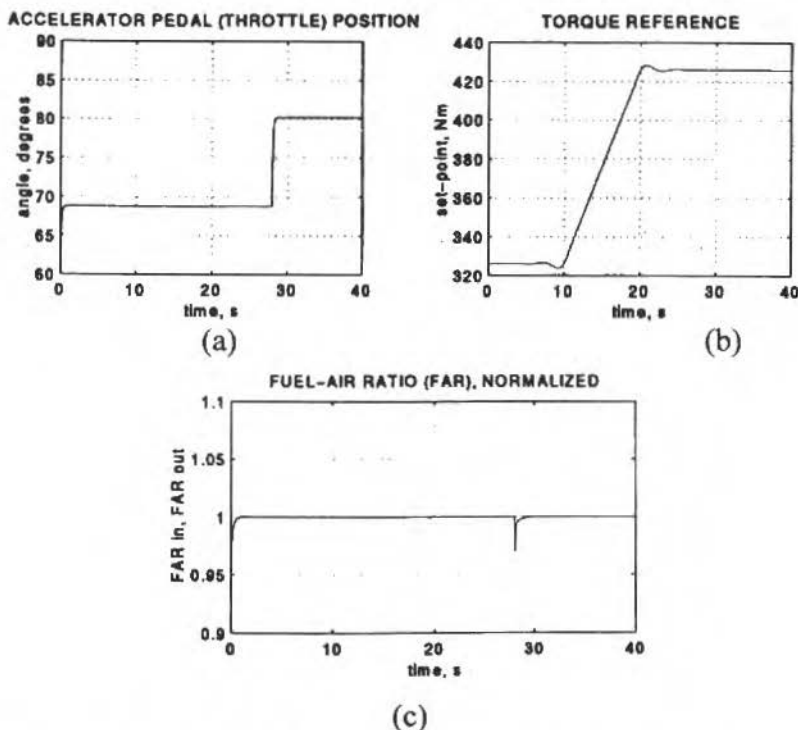 ACCELERATOR PEDAL (THROTTLE) POSITION
90
85
80
75
70
65
60
angle, degrees
0 10 20 30 40
time, s
(a)
TORQUE REFERENCE
440
420
400
380
360
340
320
set-point, Nm
0 10 20 30 40
time, s
(b)
FUEL-AIR RATIO (FAR), NORMALIZED
1.1
1.05
1
0.95
0.9
FAR in, FAR out
0 10 20 30 40
time, s
(c)